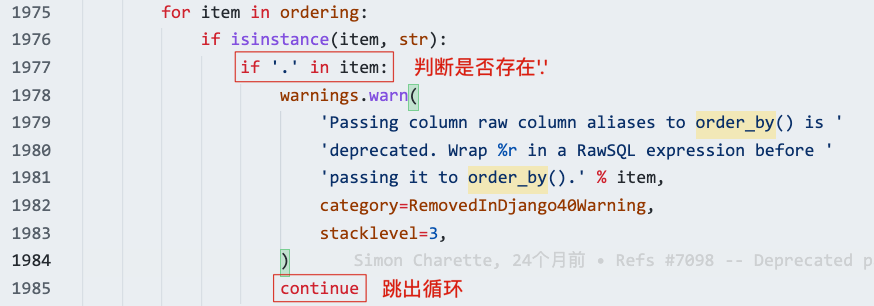 1975 for item in ordering:
1976 if isinstance(item, str):
1977 if '.' in item: 判断是否存在'.'
1978 warnings.warn(
1979 'Passing column raw column aliases to order_by() is '
1980 'deprecated. Wrap %r in a RawSQL expression before '
1981 'passing it to order_by().' % item,
1982 category=RemovedInDjango40Warning,
1983 stacklevel=3,
1984 ) Simon Charette, 24个月前 • Refs #7098 -- Deprecated p
1985 continue 跳出循环